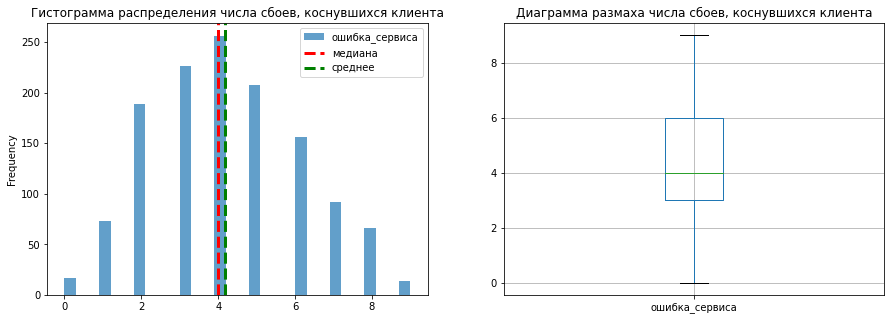 Гистограмма распределения числа сбоев, коснувшихся клиента
250
200
150
100
50
0
Frequency
0 2 4 6 8
ошибка_сервиса
медиана
среднее
Диаграмма размаха числа сбоев, коснувшихся клиента
8
6
4
2
0
ошибка_сервиса